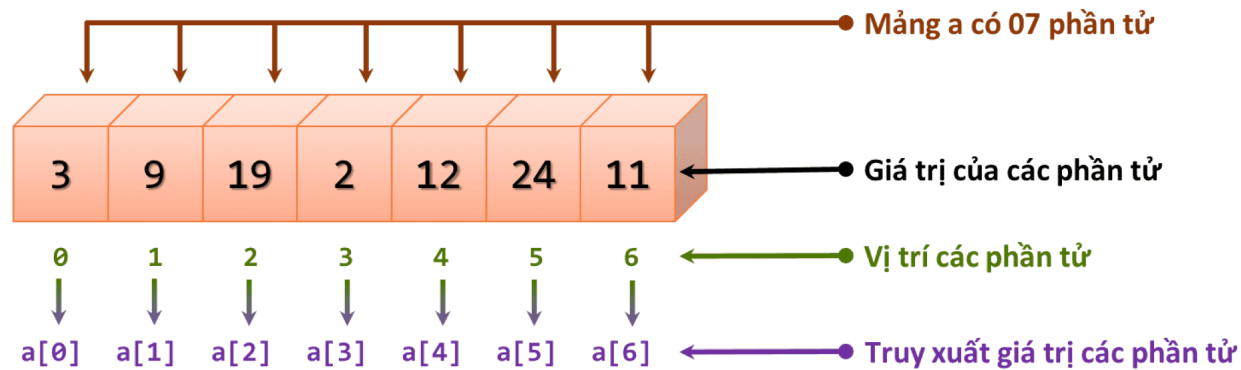 Mảng a có 07 phần tử
3 9 19 2 12 24 11
Giá trị của các phần tử
0 1 2 3 4 5 6
Vị trí các phần tử
a[0] a[1] a[2] a[3] a[4] a[5] a[6]
Truy xuất giá trị các phần tử